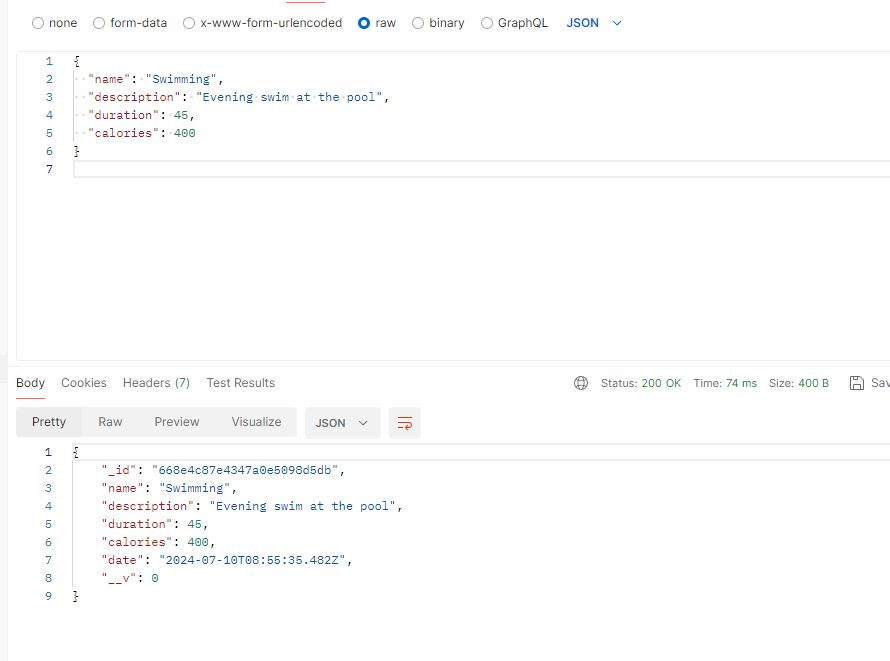 none form-data x-www-form-urlencoded raw binary GraphQL JSON
1 {
2 "name": "Swimming",
3 "description": "Evening swim at the pool",
4 "duration": 45,
5 "calories": 400
6 }
7
Body Cookies Headers (7) Test Results Status: 200 OK Time: 74 ms Size: 400 B Sav
Pretty Raw Preview Visualize JSON
1 {
2 "_id": "668e4c87e4347a0e5098d5db",
3 "name": "Swimming",
4 "description": "Evening swim at the pool",
5 "duration": 45,
6 "calories": 400,
7 "date": "2024-07-10T08:55:35.482Z",
8 "__v": 0
9 }